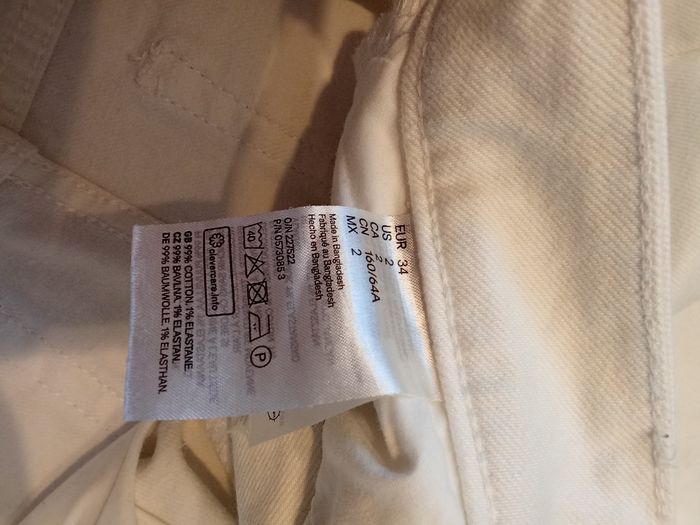 EUR 34
US 2
CA 2
CN 160/64A
MX 2
Made in Bangladesh
Fabriqué au Bangladesh
Hecho en Bangladesh
O/N 227522
P/N 0573085 3
40
P
clevercare.info
GB 99% COTTON. 1% ELASTANE.
CZ 99% BAVLNA. 1% ELASTAN.
DE 99% BAUMWOLLE. 1% ELASTHAN.